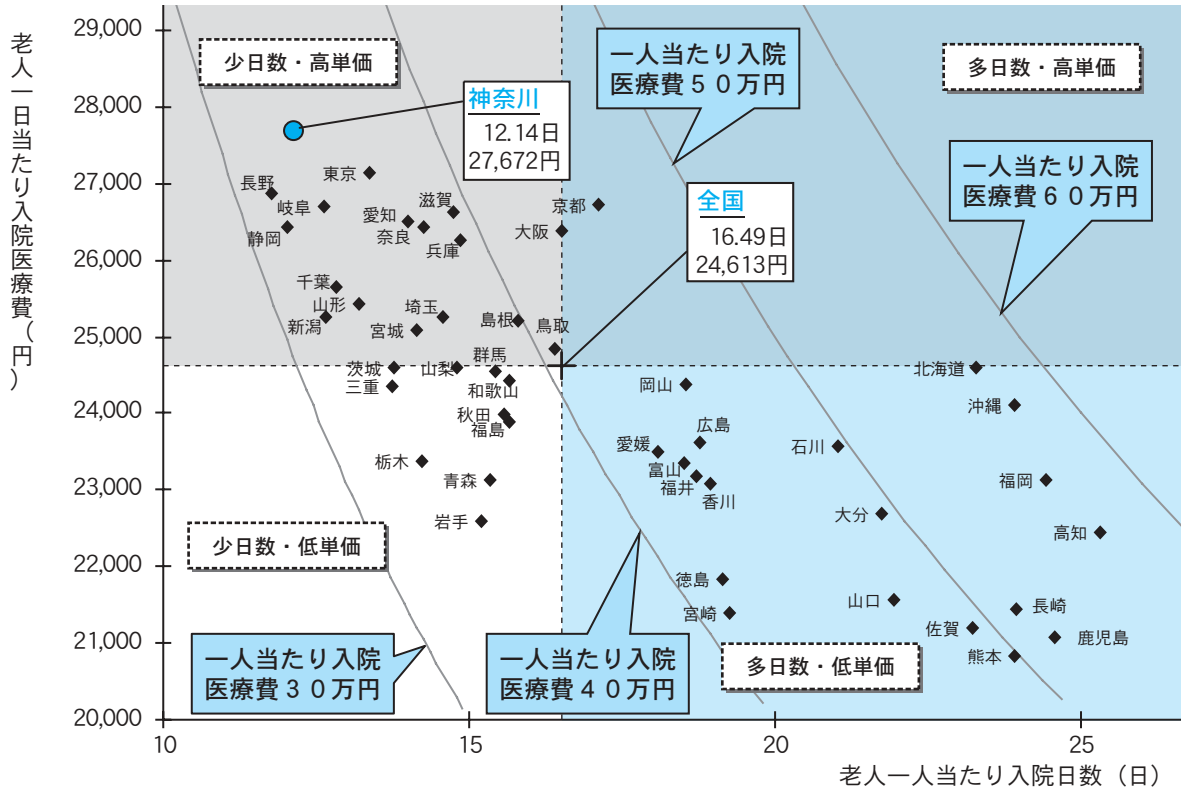 老人一日当たり入院医療費(円)
29,000
28,000
27,000
26,000
25,000
24,000
23,000
22,000
21,000
20,000
少日数・高単価
一人当たり入院
医療費50万円
多日数・高単価
神奈川
12.14日
27,672円
一人当たり入院
医療費60万円
全国
16.49日
24,613円
長野
東京
岐阜
静岡
愛知
滋賀
奈良
兵庫
京都
大阪
千葉
山形
新潟
埼玉
宮城
島根
鳥取
茨城
三重
山梨
群馬
和歌山
秋田
福島
栃木
青森
岩手
岡山
北海道
沖縄
広島
愛媛
富山
福井
香川
石川
福岡
大分
高知
徳島
宮崎
山口
長崎
佐賀
鹿児島
熊本
少日数・低単価
一人当たり入院
医療費30万円
一人当たり入院
医療費40万円
多日数・低単価
10
15
20
25
老人一人当たり入院日数(日)